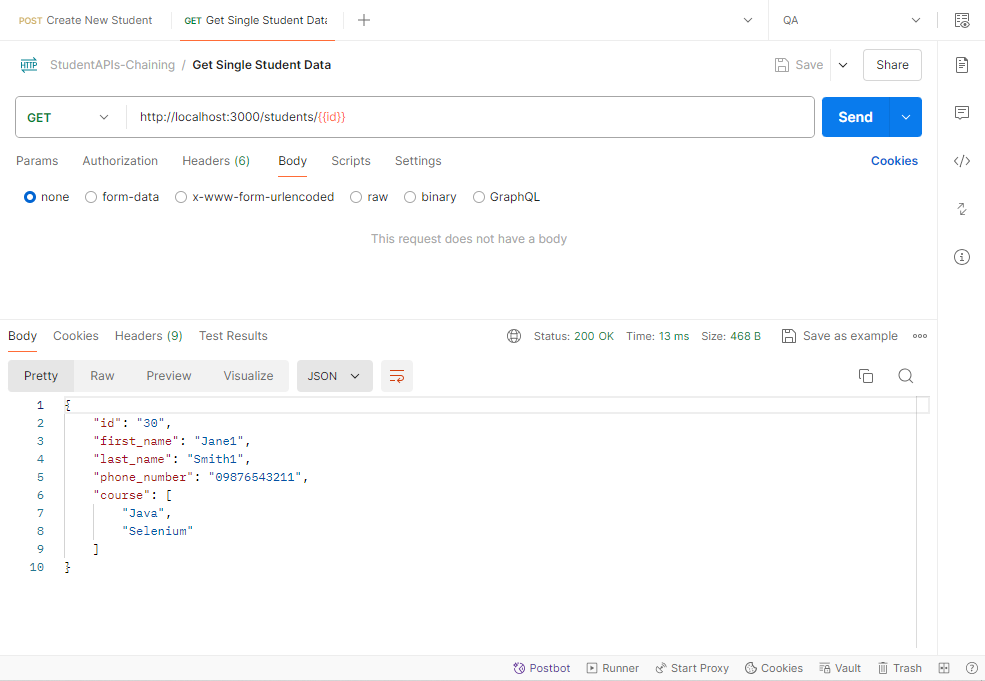 POST Create New Student GET Get Single Student Data QA
HTTP StudentAPIs-Chaining / Get Single Student Data Save Share
GET http://localhost:3000/students/{{id}} Send
Params Authorization Headers (6) Body Scripts Settings Cookies
none form-data x-www-form-urlencoded raw binary GraphQL
This request does not have a body
Body Cookies Headers (9) Test Results Status: 200 OK Time: 13 ms Size: 468 B Save as example
Pretty Raw Preview Visualize JSON
1 {
2 "id": "30",
3 "first_name": "Jane1",
4 "last_name": "Smith1",
5 "phone_number": "09876543211",
6 "course": [
7 "Java",
8 "Selenium"
9 ]
10 }
Postbot Runner Start Proxy Cookies Vault Trash